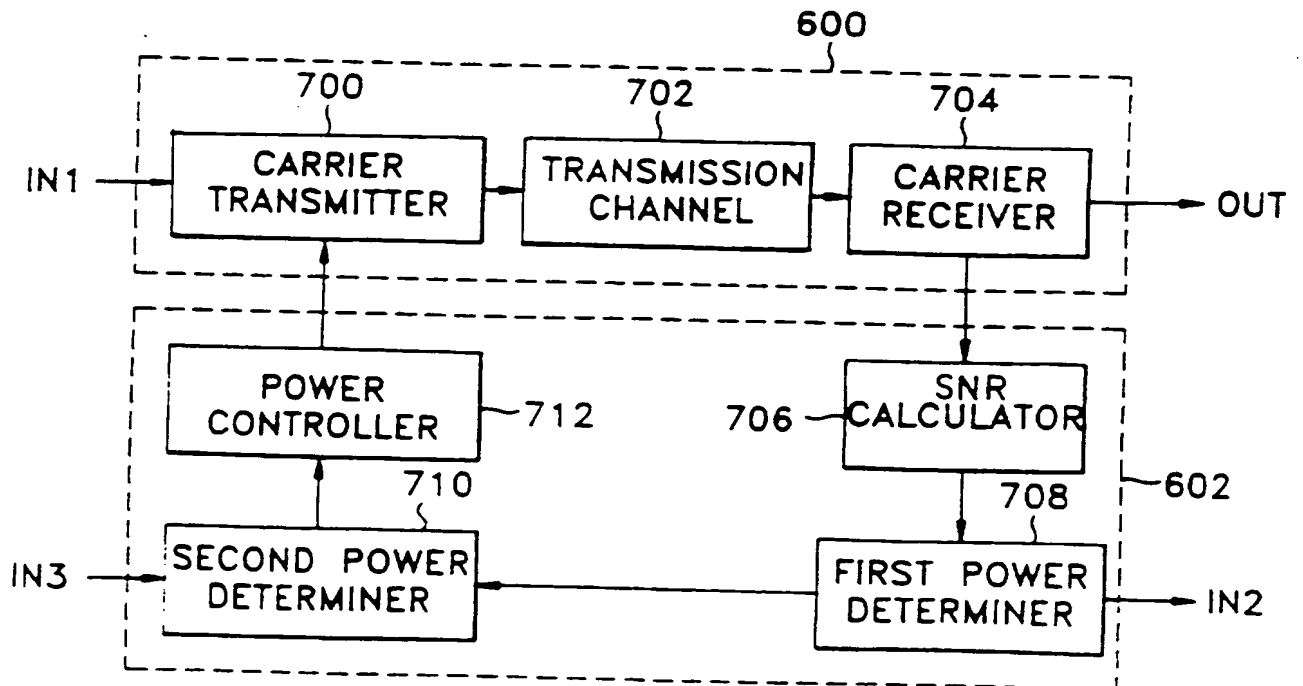 600
700
702
704
IN1
CARRIER
TRANSMITTER
TRANSMISSION
CHANNEL
CARRIER
RECEIVER
OUT
POWER
CONTROLLER
712
706
SNR
CALCULATOR
602
710
708
IN3
SECOND POWER
DETERMINER
FIRST POWER
DETERMINER
IN2